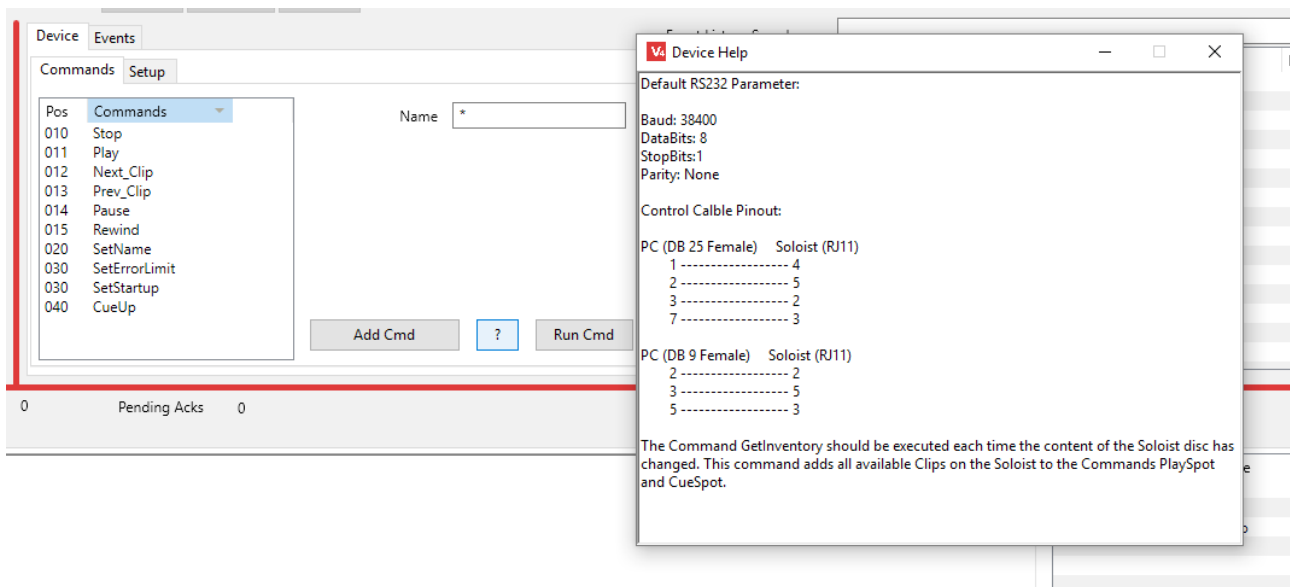 Device Events
Commands Setup
Pos Commands
010 Stop
011 Play
012 Next_Clip
013 Prev_Clip
014 Pause
015 Rewind
020 SetName
030 SetErrorLimit
030 SetStartup
040 CueUp
Name *
Add Cmd ? Run Cmd
0 Pending Acks 0
V4 Device Help
Default RS232 Parameter:
Baud: 38400
DataBits: 8
StopBits:1
Parity: None
Control Calble Pinout:
PC (DB 25 Female) Soloist (RJ11)
1 ------------------ 4
2 ------------------ 5
3 ------------------ 2
7 ------------------ 3
PC (DB 9 Female) Soloist (RJ11)
2 ------------------ 2
3 ------------------ 5
5 ------------------ 3
The Command GetInventory should be executed each time the content of the Soloist disc has
changed. This command adds all available Clips on the Soloist to the Commands PlaySpot
and CueSpot.